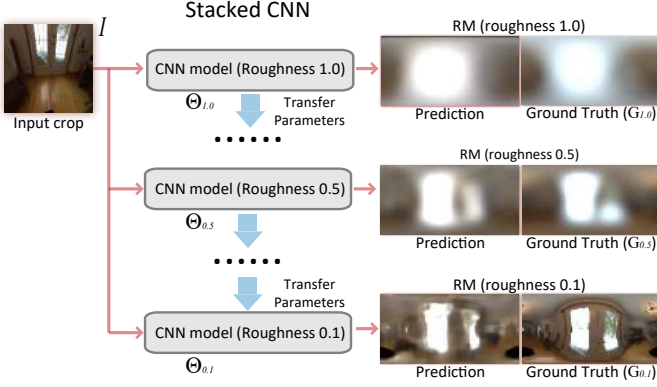 Stacked CNN
I
Input crop
CNN model (Roughness 1.0)
Θ1.0
Transfer
Parameters
......
CNN model (Roughness 0.5)
Θ0.5
......
Transfer
Parameters
CNN model (Roughness 0.1)
Θ0.1
RM (roughness 1.0)
Prediction
Ground Truth (G1.0)
RM (roughness 0.5)
Prediction
Ground Truth (G0.5)
RM (roughness 0.1)
Prediction
Ground Truth (G0.1)